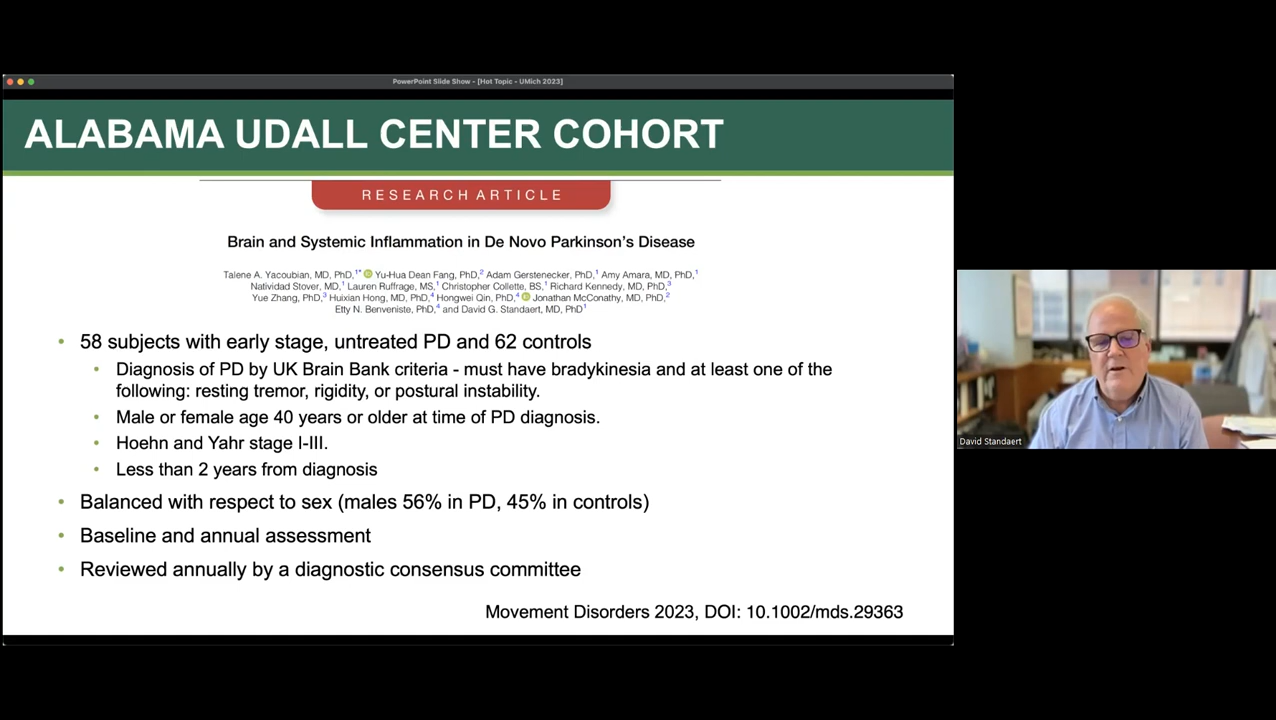 PowerPoint Slide Show - [Hot Topic - UMich 2023]
ALABAMA UDALL CENTER COHORT
RESEARCH ARTICLE
Brain and Systemic Inflammation in De Novo Parkinson's Disease
Talene A. Yacoubian, MD, PhD,1* iD Yu-Hua Dean Fang, PhD,2 Adam Gerstenecker, PhD,1 Amy Amara, MD, PhD,1
Natividad Stover, MD,1 Lauren Ruffrage, MS,1 Christopher Collette, BS,1 Richard Kennedy, MD, PhD,3
Yue Zhang, PhD,3 Huixian Hong, MD, PhD,4 Hongwei Qin, PhD,4 iD Jonathan McConathy, MD, PhD,2
Etty N. Benveniste, PhD,4 and David G. Standaert, MD, PhD1
• 58 subjects with early stage, untreated PD and 62 controls
• Diagnosis of PD by UK Brain Bank criteria - must have bradykinesia and at least one of the
following: resting tremor, rigidity, or postural instability.
• Male or female age 40 years or older at time of PD diagnosis.
• Hoehn and Yahr stage I-III.
• Less than 2 years from diagnosis
• Balanced with respect to sex (males 56% in PD, 45% in controls)
• Baseline and annual assessment
• Reviewed annually by a diagnostic consensus committee
Movement Disorders 2023, DOI: 10.1002/mds.29363
David Standaert